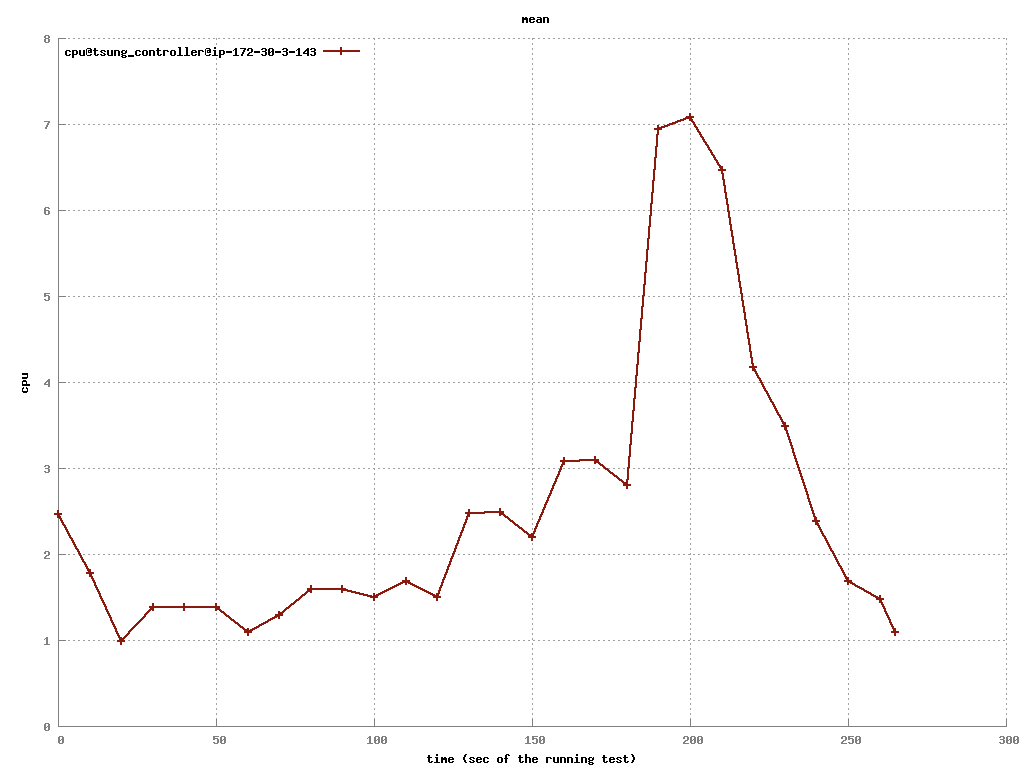 mean
8
cpu@tsung_controller@ip-172-30-3-143
7
6
5
4
cpu
3
2
1
0
0 50 100 150 200 250 300
time (sec of the running test)